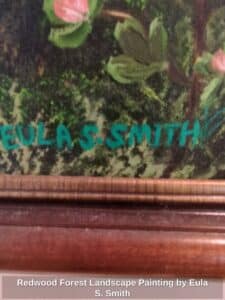 EULA S. SMITH
Redwood Forest Landscape Painting by Eula
S. Smith